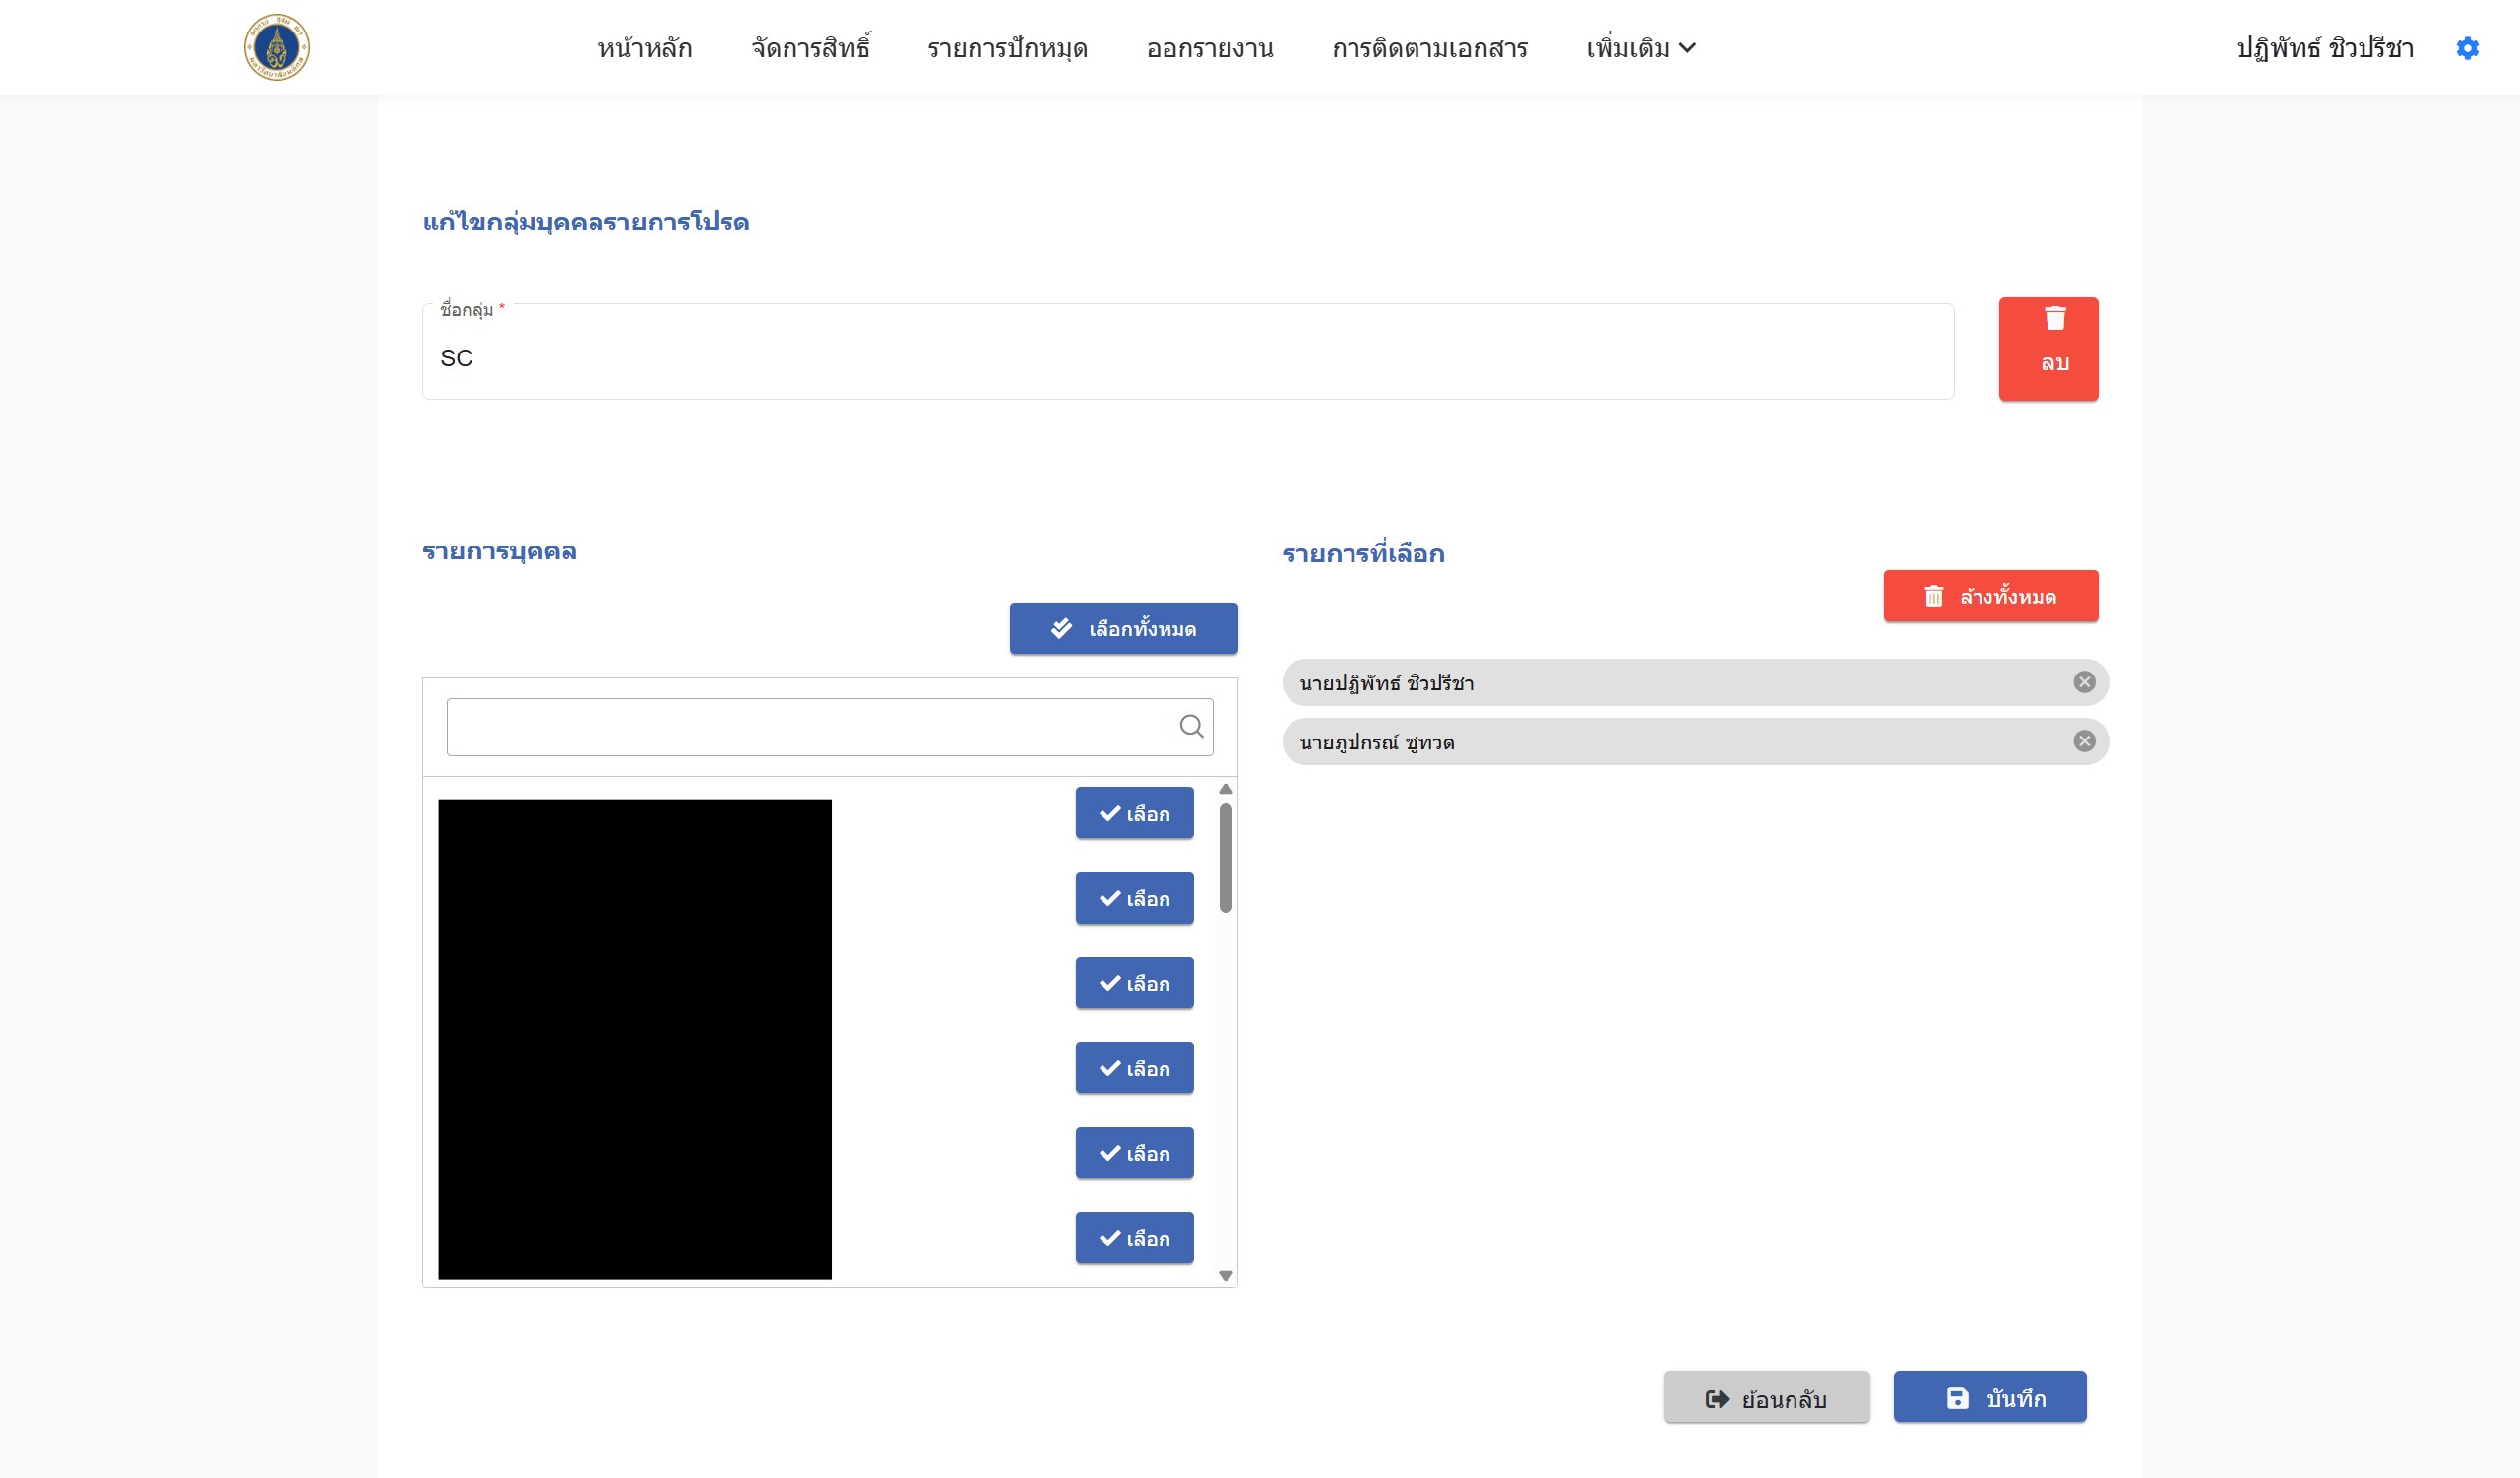 หน้าหลัก จัดการสิทธิ์ รายการปักหมุด ออกรายงาน การติดตามเอกสาร เพิ่มเติม ปฏิพัทธ์ ชิวปรีชา
แก้ไขกลุ่มบุคคลรายการโปรด
ชื่อกลุ่ม *
SC
ลบ
รายการบุคคล
เลือกทั้งหมด
เลือก
เลือก
เลือก
เลือก
เลือก
เลือก
รายการที่เลือก
ล้างทั้งหมด
นายปฏิพัทธ์ ชิวปรีชา
นายภูปกรณ์ ชูทวด
ย้อนกลับ บันทึก